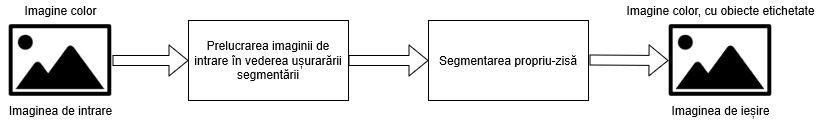 Imagine color
Imaginea de intrare
Prelucrarea imaginii de
intrare în vederea ușurarării
segmentării
Segmentarea propriu-zisă
Imagine color, cu obiecte etichetate
Imaginea de ieșire